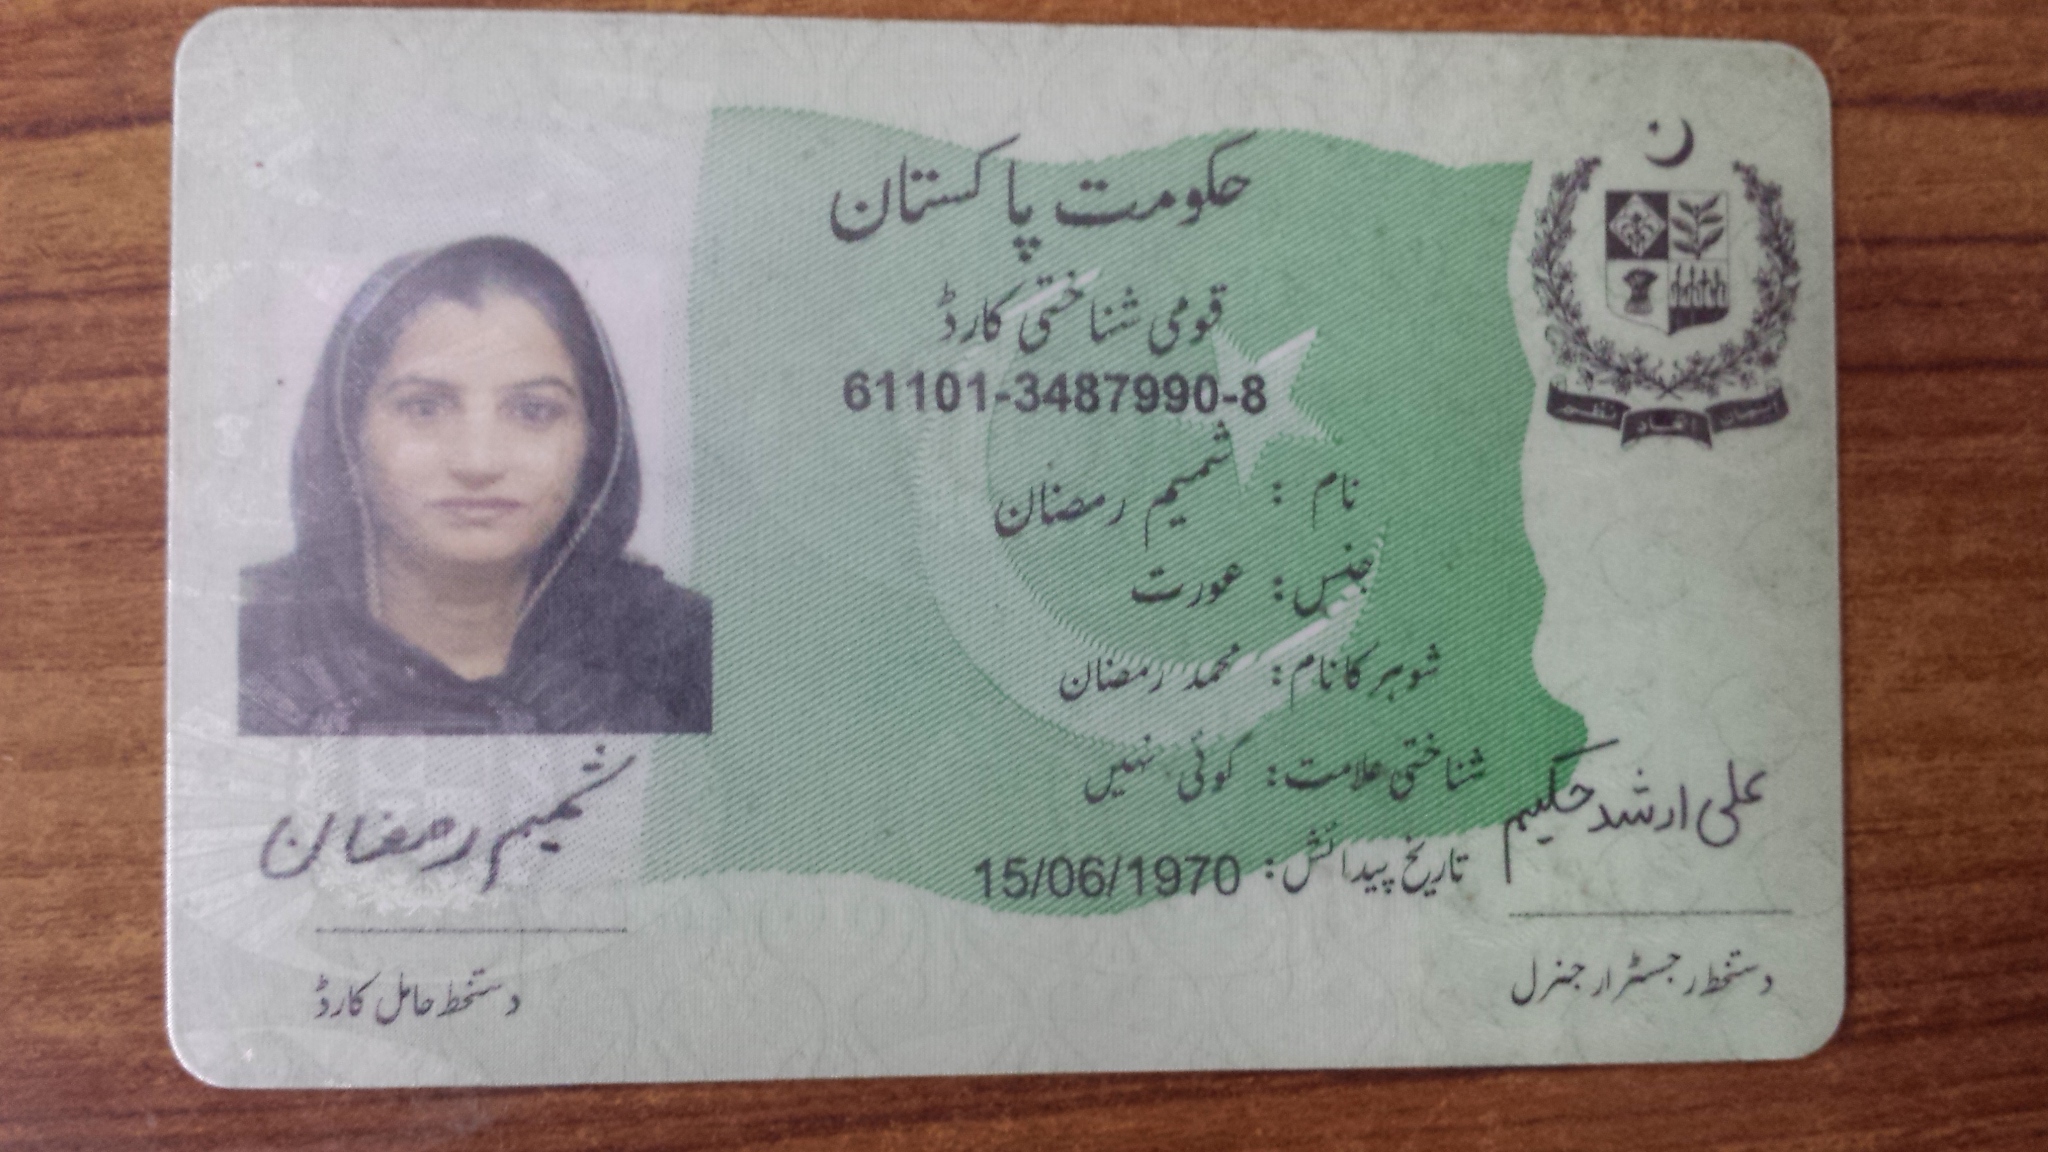 حکومت پاکستان
قومی شناختی کارڈ
61101-3487990-8
نام : شمیم رمضان
جنس: عورت
شوہر کا نام: محمد رمضان
شناختی علامت: کوئی نہیں
تاریخ پیدائش: 15/06/1970
ایمان اتحاد نظم
علی ارشد حکیم
دستخط رجسٹرار جنرل
شمیم رمضان
دستخط حامل کارڈ